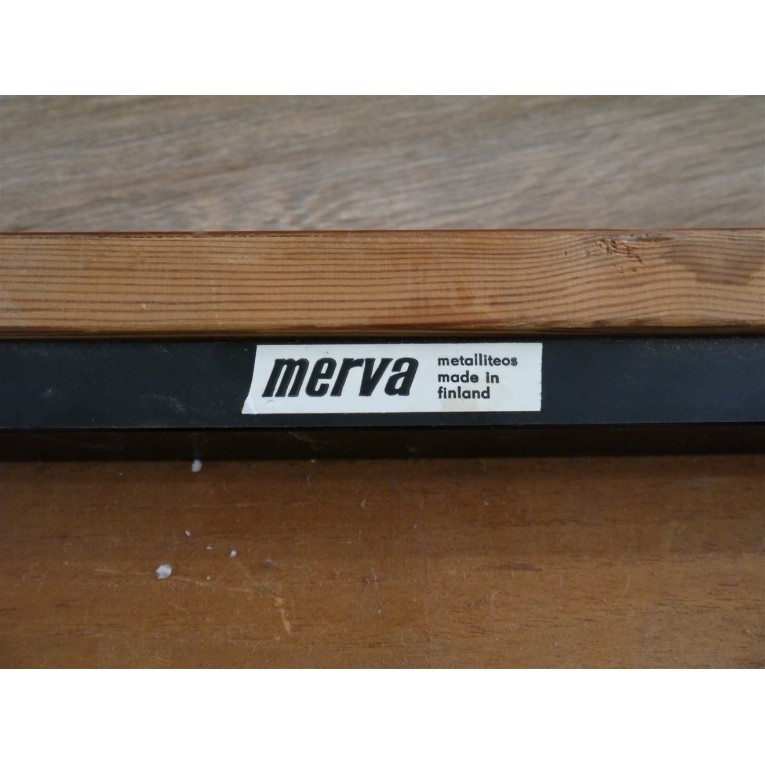 merva
metalliteos
made in
finland